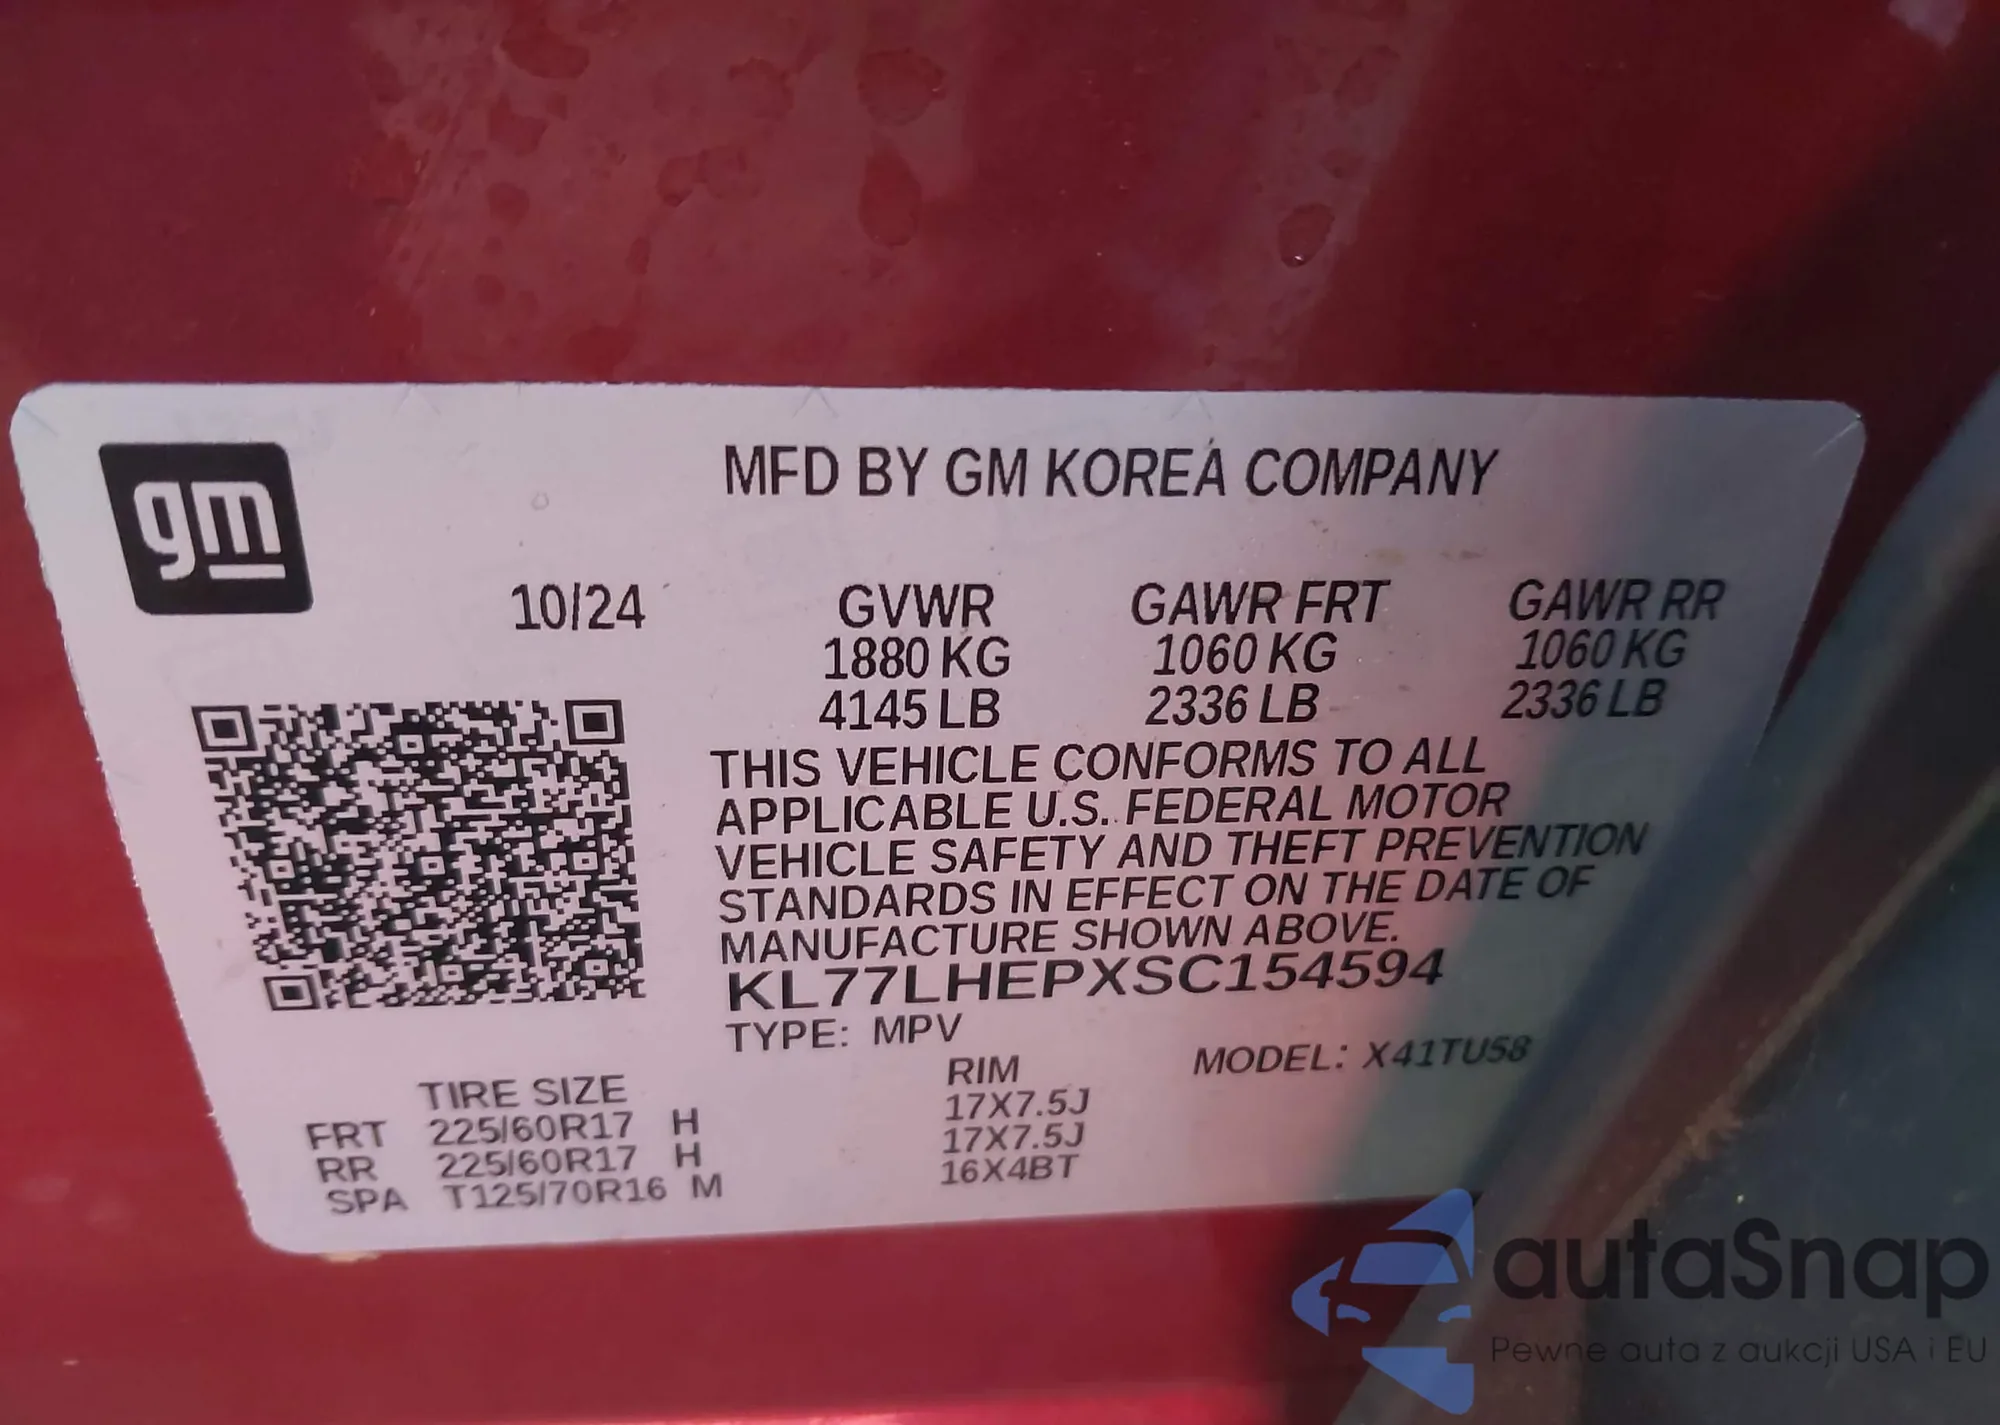 gm
MFD BY GM KOREA COMPANY
10/24 GVWR GAWR FRT GAWR RR
1880 KG 1060 KG 1060 KG
4145 LB 2336 LB 2336 LB
THIS VEHICLE CONFORMS TO ALL
APPLICABLE U.S. FEDERAL MOTOR
VEHICLE SAFETY AND THEFT PREVENTION
STANDARDS IN EFFECT ON THE DATE OF
MANUFACTURE SHOWN ABOVE.
KL77LHEPXSC154594
TYPE: MPV
TIRE SIZE RIM MODEL: X41TU58
FRT 225/60R17 H 17X7.5J
RR 225/60R17 H 17X7.5J
SPA T125/70R16 M 16X4BT
autaSnap
Pewne auta z aukcji USA i EU